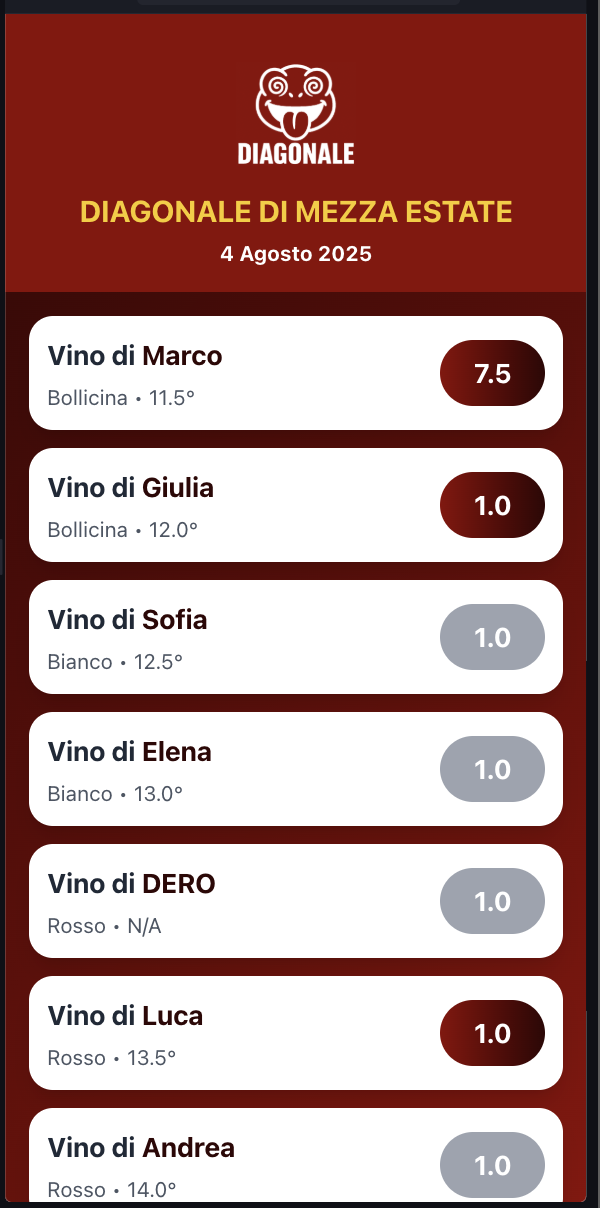 DIAGONALE
DIAGONALE DI MEZZA ESTATE
4 Agosto 2025
Vino di Marco
7.5
Bollicina • 11.5°
Vino di Giulia
1.0
Bollicina • 12.0°
Vino di Sofia
1.0
Bianco • 12.5°
Vino di Elena
1.0
Bianco • 13.0°
Vino di DERO
1.0
Rosso • N/A
Vino di Luca
1.0
Rosso • 13.5°
Vino di Andrea
1.0
Rosso • 14.0°